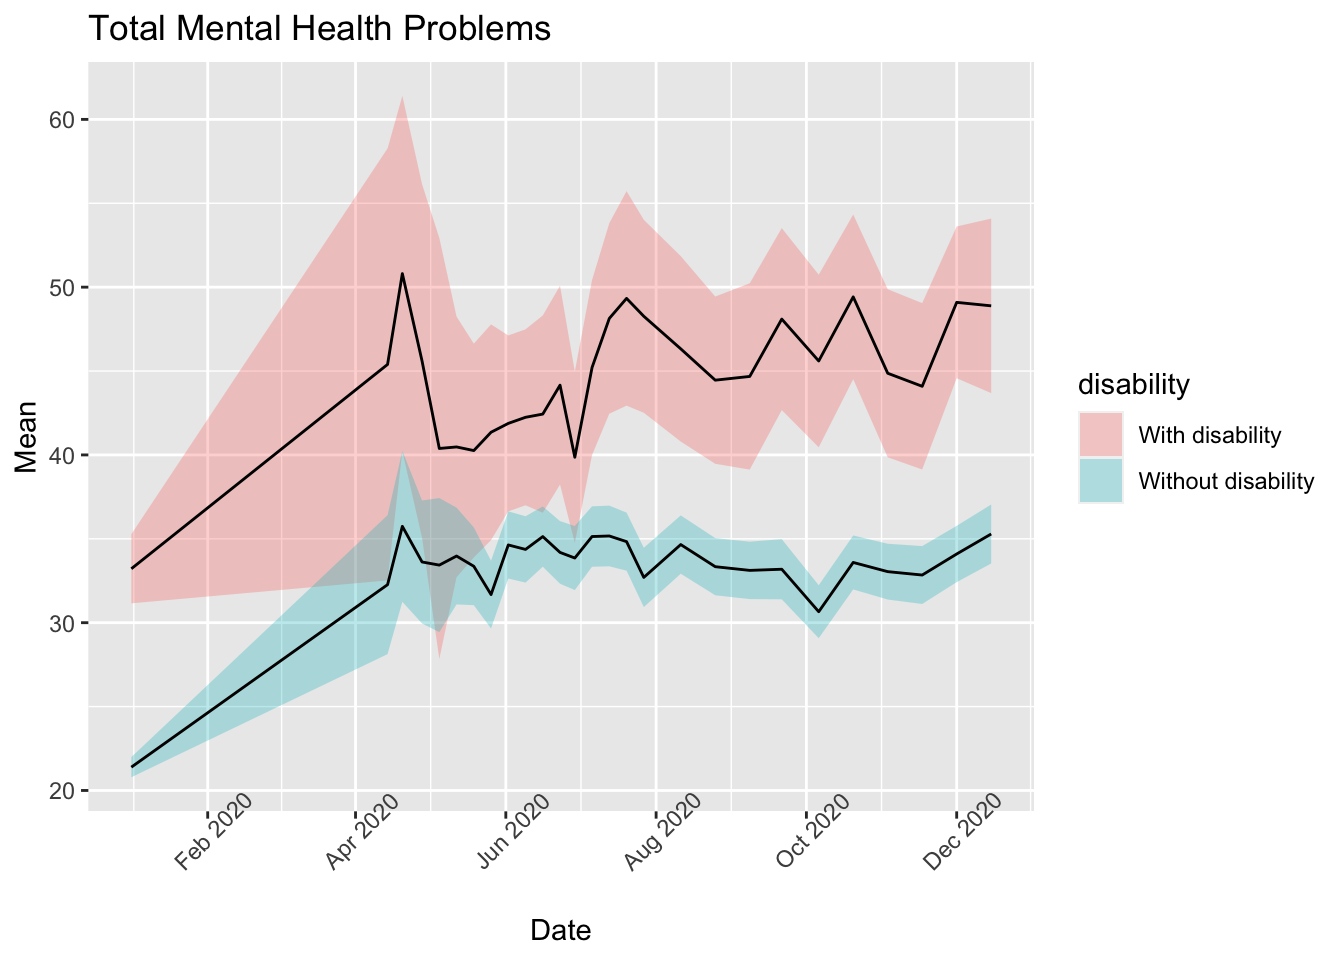 Total Mental Health Problems
60
50
40
30
20
Mean
Feb 2020
Apr 2020
Jun 2020
Aug 2020
Oct 2020
Dec 2020
Date
disability
With disability
Without disability